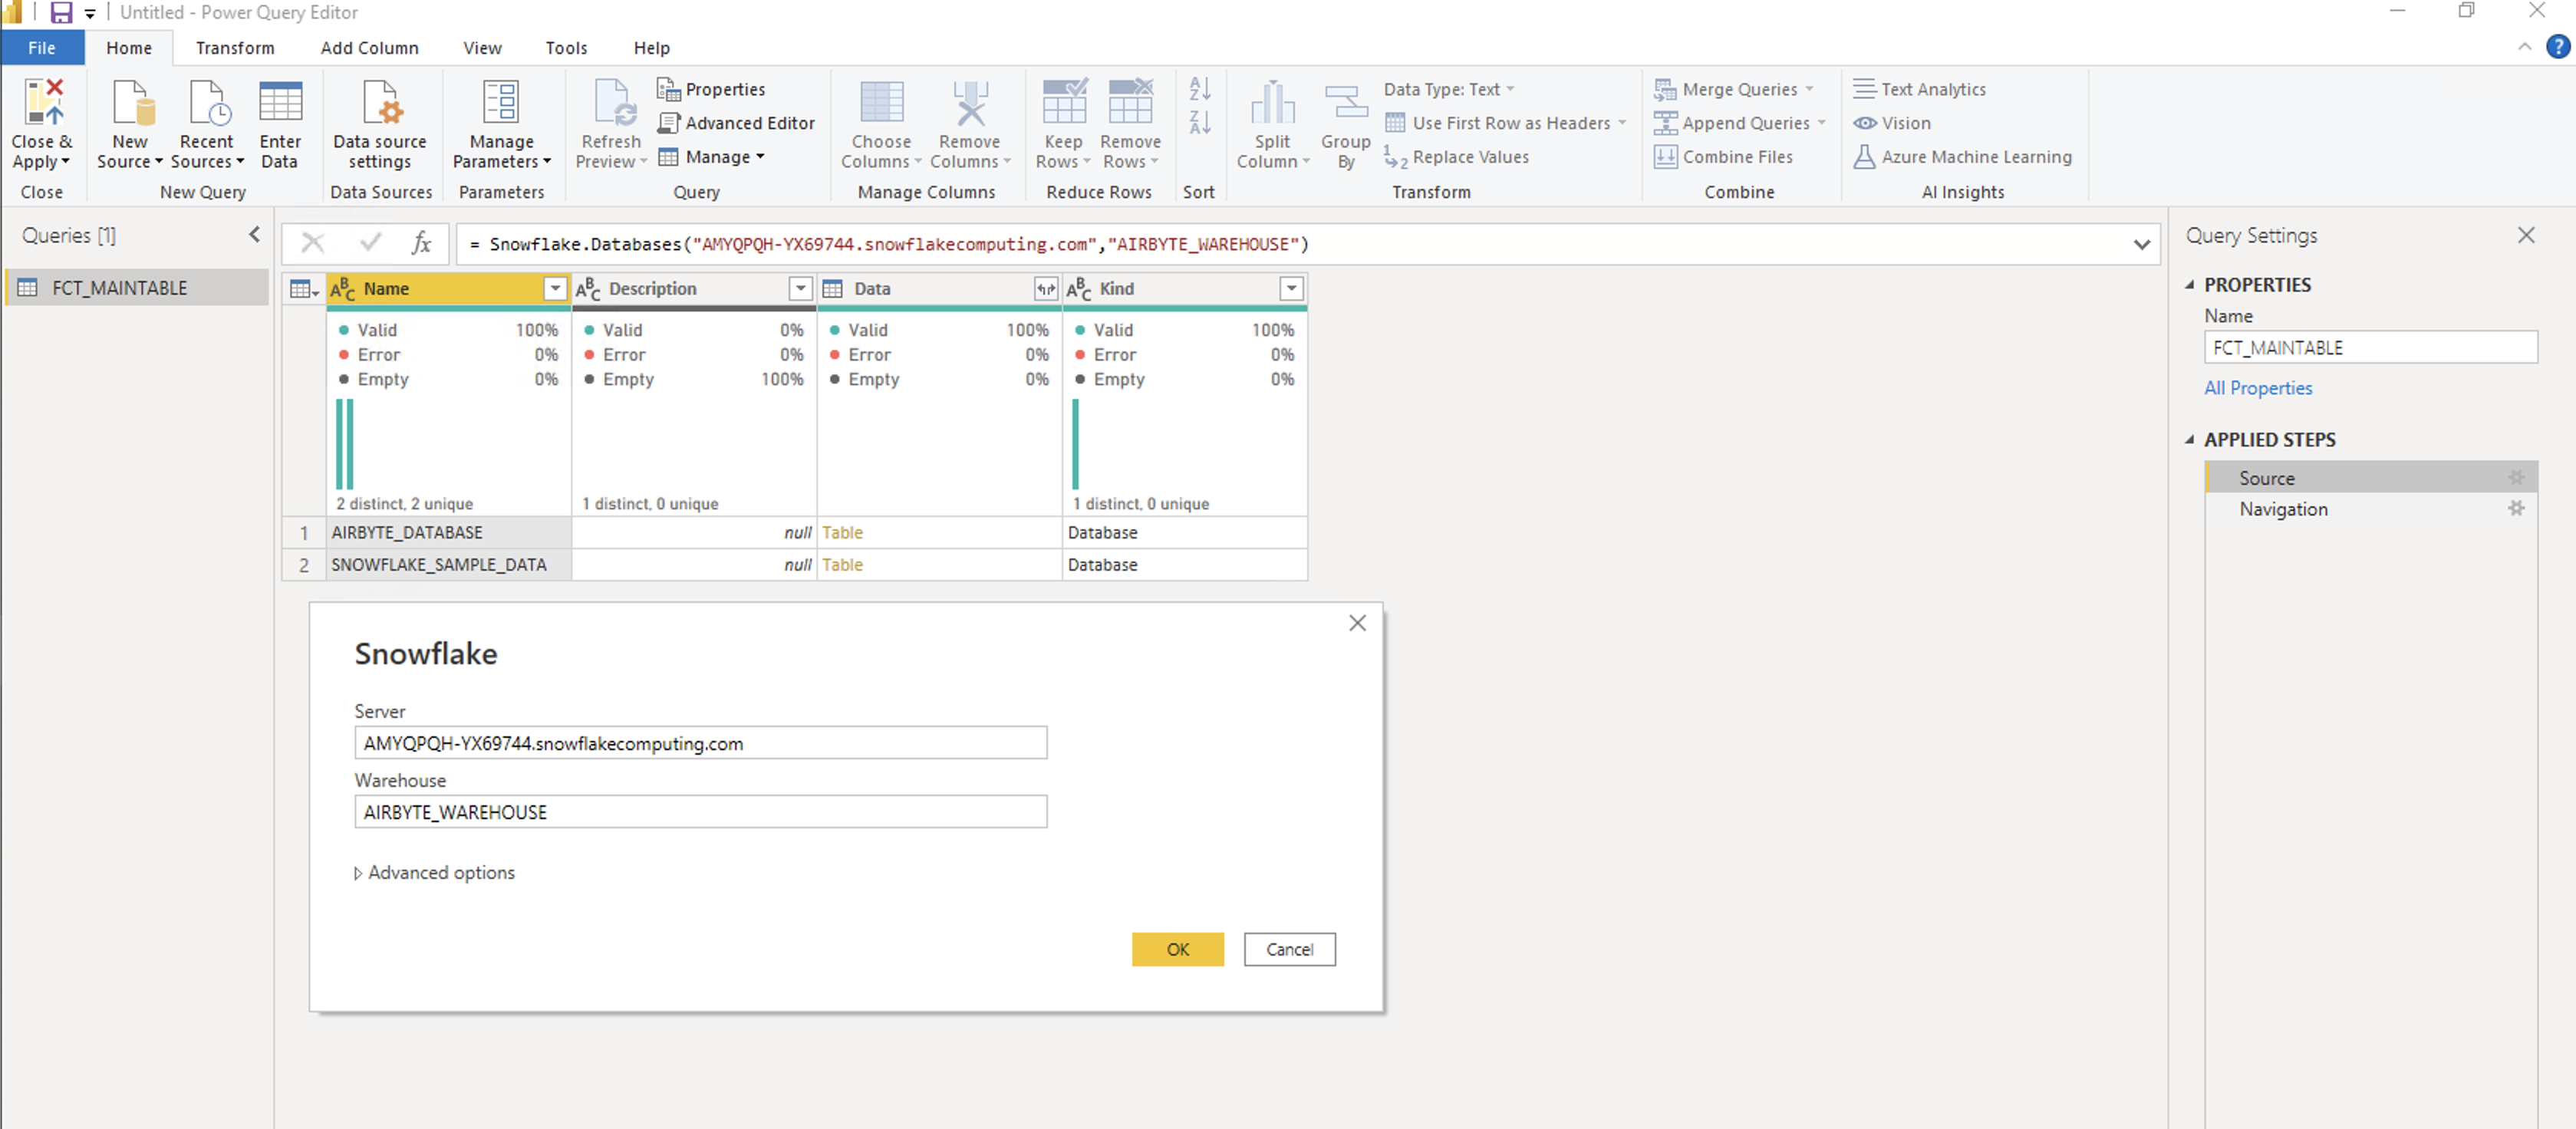 Untitled - Power Query Editor
File Home Transform Add Column View Tools Help
Close & Apply
New Source
Recent Sources
Enter Data
Data source settings
Manage Parameters
Refresh Preview
Properties
Advanced Editor
Manage
Choose Columns
Remove Columns
Keep Rows
Remove Rows
Split Column
Group By
Data Type: Text
Use First Row as Headers
Replace Values
Merge Queries
Append Queries
Combine Files
Text Analytics
Vision
Azure Machine Learning
Close New Query Data Sources Parameters Query Manage Columns Reduce Rows Sort Transform Combine AI Insights
Queries [1]
FCT_MAINTABLE
fx = Snowflake.Databases("AMYQPQH-YX69744.snowflakecomputing.com","AIRBYTE_WAREHOUSE")
ABC Name ABC Description Data ABC Kind
Valid 100% Valid 0% Valid 100% Valid 100%
Error 0% Error 0% Error 0% Error 0%
Empty 0% Empty 100% Empty 0% Empty 0%
2 distinct, 2 unique 1 distinct, 0 unique 1 distinct, 0 unique
1 AIRBYTE_DATABASE null Table Database
2 SNOWFLAKE_SAMPLE_DATA null Table Database
Snowflake
Server
AMYQPQH-YX69744.snowflakecomputing.com
Warehouse
AIRBYTE_WAREHOUSE
Advanced options
OK Cancel
Query Settings
PROPERTIES
Name
FCT_MAINTABLE
All Properties
APPLIED STEPS
Source
Navigation